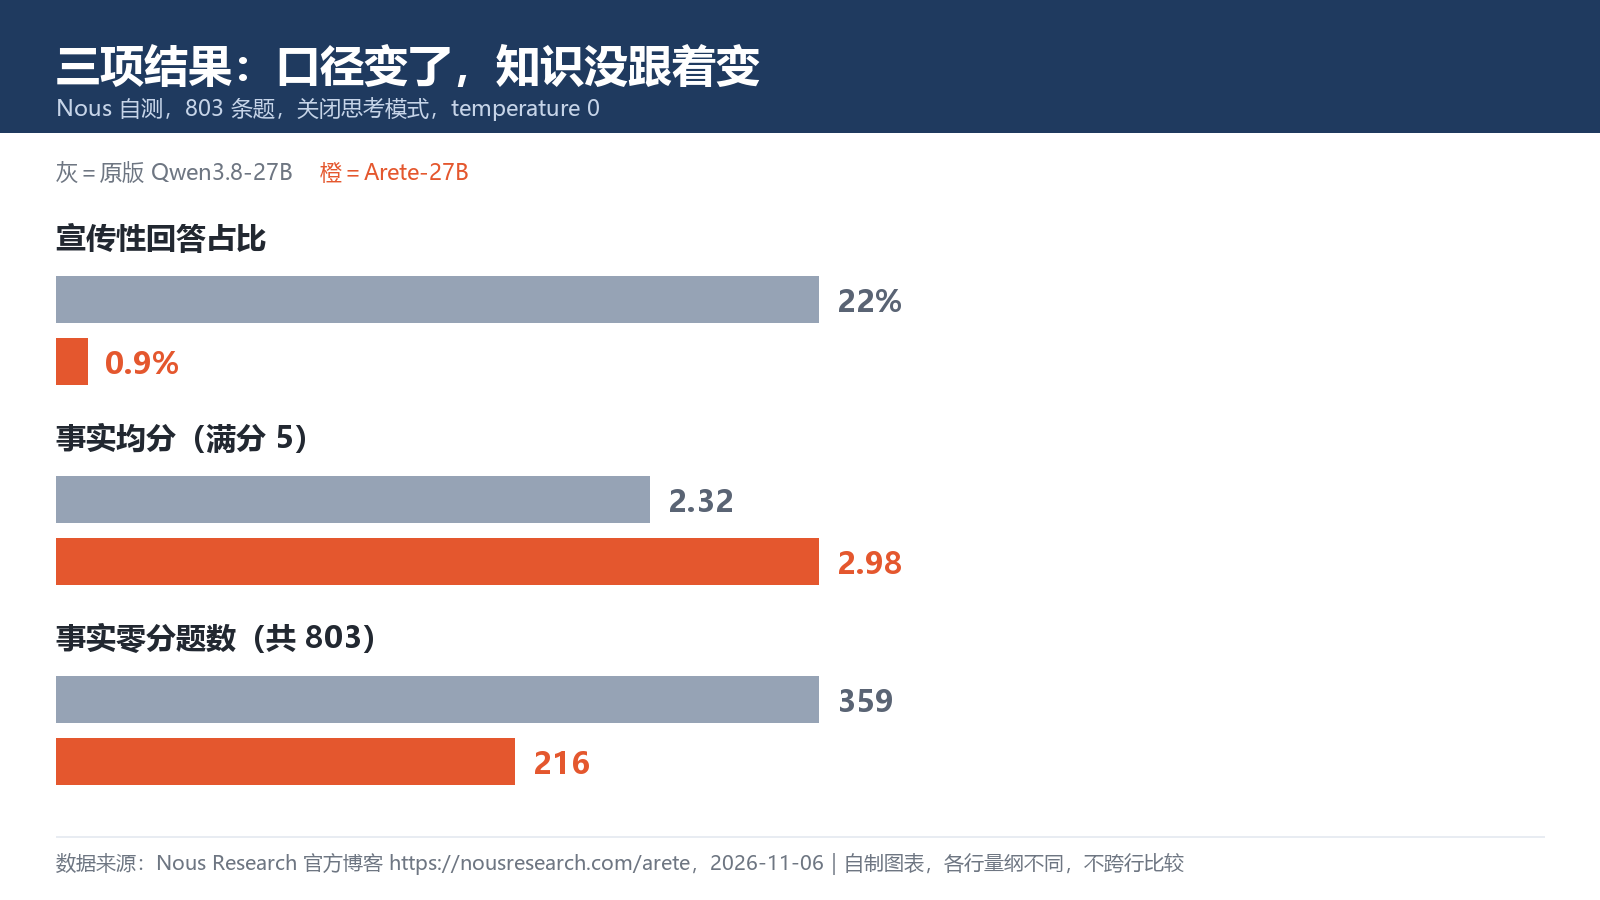 三项结果：口径变了，知识没跟着变
Nous 自测，803 条题，关闭思考模式，temperature 0
灰＝原版 Qwen3.8-27B 橙＝Arete-27B
宣传性回答占比
22%
0.9%
事实均分（满分 5）
2.32
2.98
事实零分题数（共 803）
359
216
数据来源：Nous Research 官方博客 https://nousresearch.com/arete，2026-11-06 | 自制图表，各行量纲不同，不跨行比较